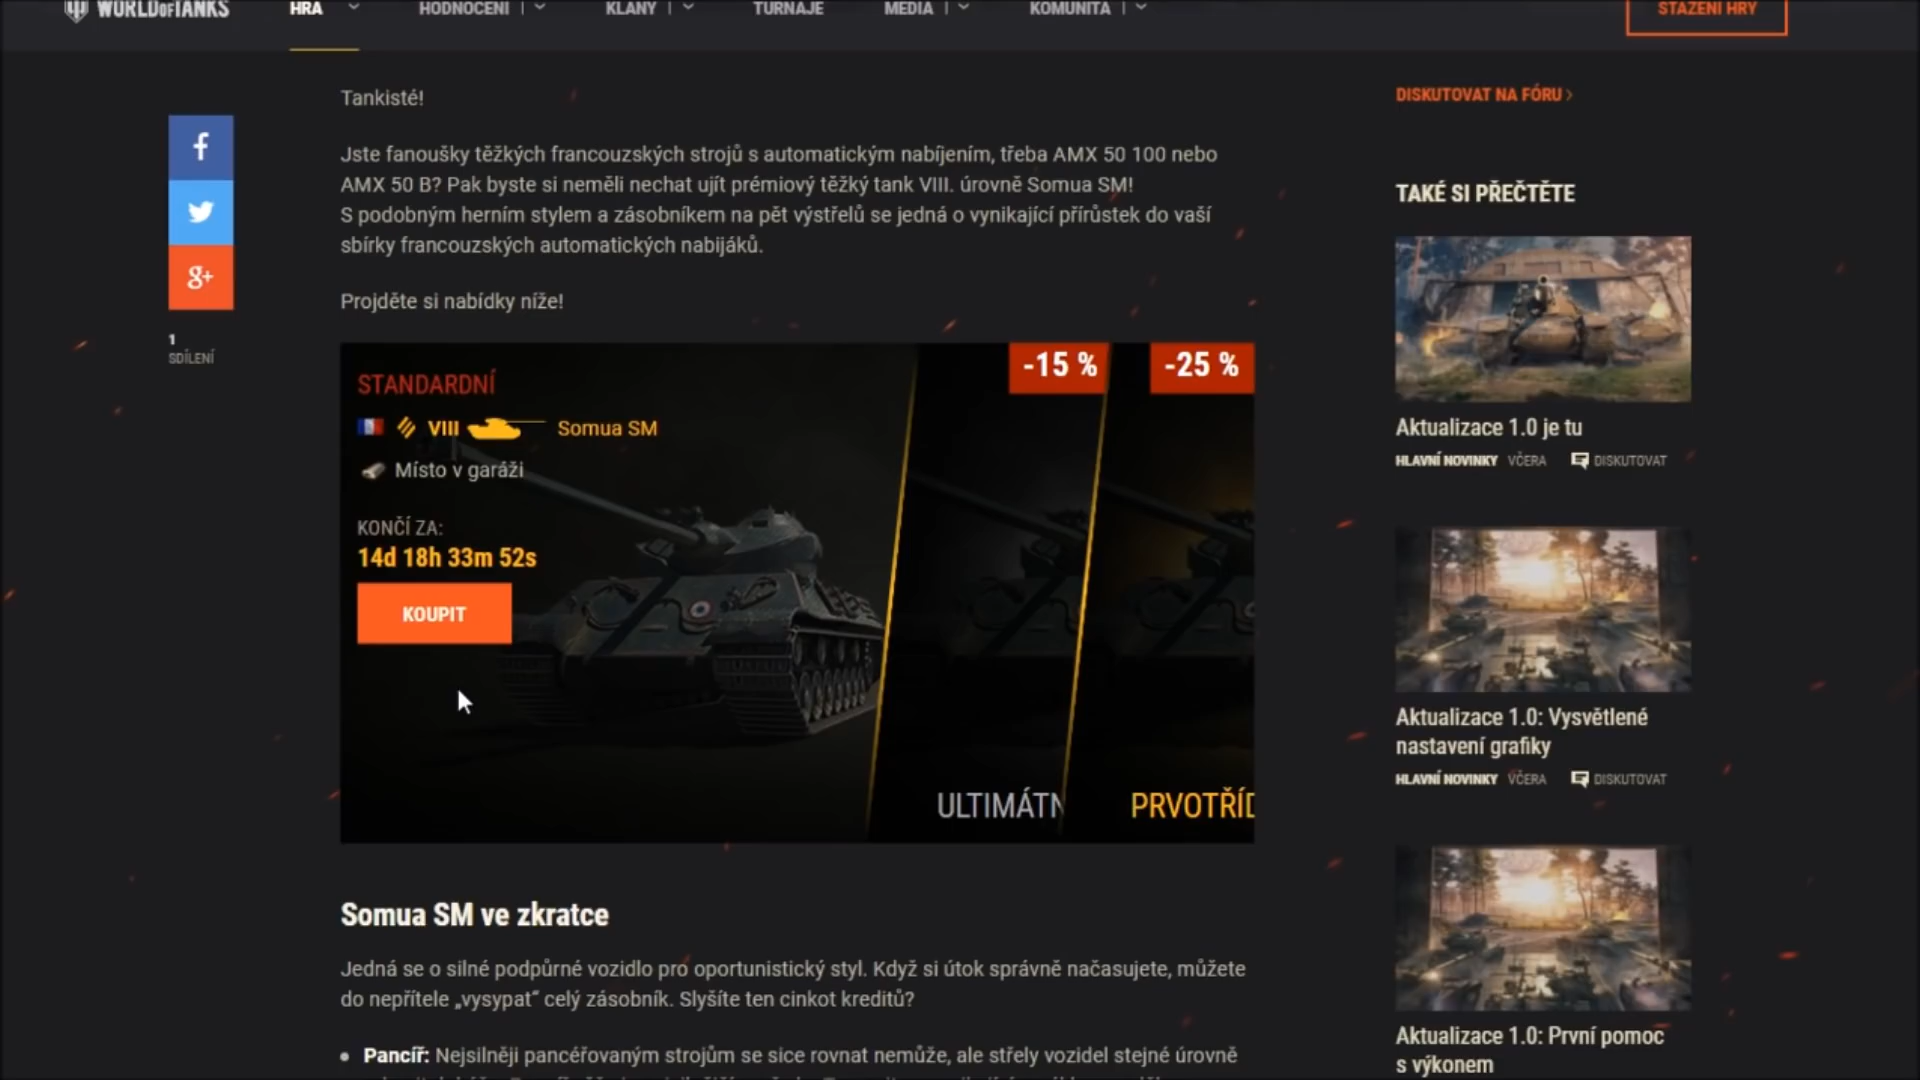 WORLD OF TANKS
HRA
HODNOCENÍ
KLANY
TURNAJE
MÉDIA
KOMUNITA
STAŽENÍ HRY
Tankisté!
Jste fanoušky těžkých francouzských strojů s automatickým nabíjením, třeba AMX 50 100 nebo
AMX 50 B? Pak byste si neměli nechat ujít prémiový těžký tank VIII. úrovně Somua SM!
S podobným herním stylem a zásobníkem na pět výstřelů se jedná o vynikající přírůstek do vaší
sbírky francouzských automatických nabijáků.
Projděte si nabídky níže!
f
g+
1
SDÍLENÍ
STANDARDNÍ
VIII Somua SM
Místo v garáži
KONČÍ ZA:
14d 18h 33m 52s
KOUPIT
-15 %
ULTIMÁTN
-25 %
PRVOTŘÍD
Somua SM ve zkratce
Jedná se o silné podpůrné vozidlo pro oportunistický styl. Když si útok správně načasujete, můžete
do nepřítele „vysypat“ celý zásobník. Slyšíte ten cinkot kreditů?
Pancíř: Nejsilněji pancéřovaným strojům se sice rovnat nemůže, ale střely vozidel stejné úrovně
DISKUTOVAT NA FÓRU
TAKÉ SI PŘEČTĚTE
Aktualizace 1.0 je tu
HLAVNÍ NOVINKY VČERA DISKUTOVAT
Aktualizace 1.0: Vysvětlené
nastavení grafiky
HLAVNÍ NOVINKY VČERA DISKUTOVAT
Aktualizace 1.0: První pomoc
s výkonem